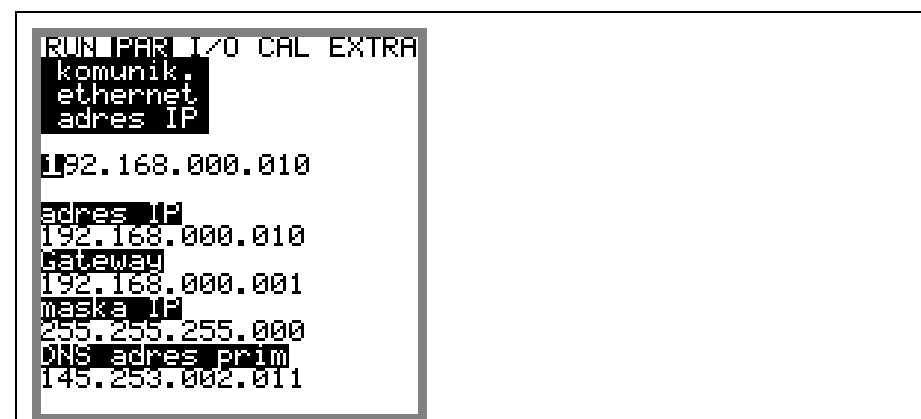 RUN PAR I/O CAL EXTRA
komunik.
ethernet
adres IP
192.168.000.010
adres IP
192.168.000.010
Gateway
192.168.000.001
maska IP
255.255.255.000
DNS adres prim
145.253.002.011